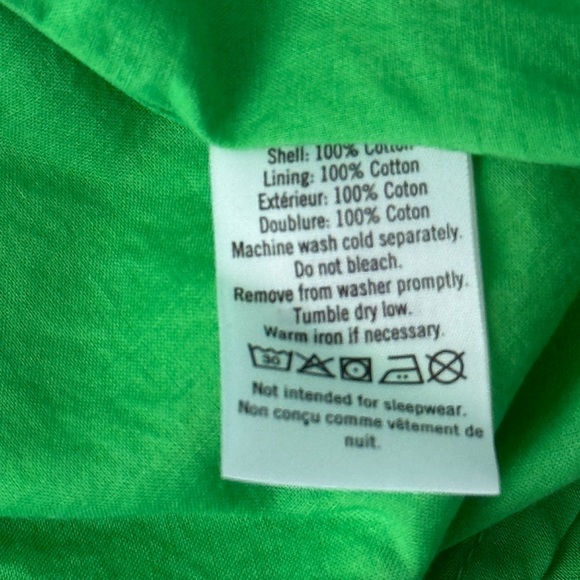 Shell: 100% Cotton
Lining: 100% Cotton
Extérieur: 100% Coton
Doublure: 100% Coton
Machine wash cold separately.
Do not bleach.
Remove from washer promptly.
Tumble dry low.
Warm iron if necessary.
30
Not intended for sleepwear.
Non conçu comme vêtement de
nuit.